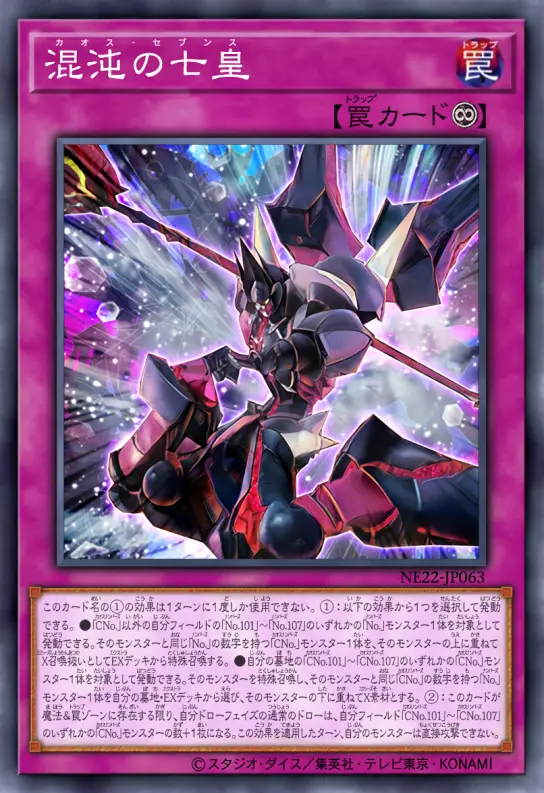 カオス・セブンス
混沌の七皇
トラップ
罠
トラップ
【罠カード】
NE22-JP063
このカード名の①の効果は1ターンに1度しか使用できない。①:以下の効果から1つを選択して発動
できる。●「CNo.」以外の自分フィールドの「No.101」~「No.107」のいずれかの「No.」モンスター1体を対象として
発動できる。そのモンスターと同じ「No.」の数字を持つ「CNo.」モンスター1体を、そのモンスターの上に重ねて
X召喚扱いとしてEXデッキから特殊召喚する。●自分の墓地の「CNo.101」~「CNo.107」のいずれかの「CNo.」モン
スター1体を対象として発動できる。そのモンスターを特殊召喚し、そのモンスターと同じ「No.」の数字を持つ「No.」
モンスター1体を自分の墓地・EXデッキから選び、そのモンスターの下に重ねてX素材とする。②:このカードが
魔法&罠ゾーンに存在する限り、自分ドローフェイズの通常のドローは、自分フィールド「CNo.101」~「CNo.107」
のいずれかの「CNo.」モンスターの数+1枚になる。この効果を適用したターン、自分のモンスターは直接攻撃できない。
©スタジオ・ダイス/集英社・テレビ東京・KONAMI